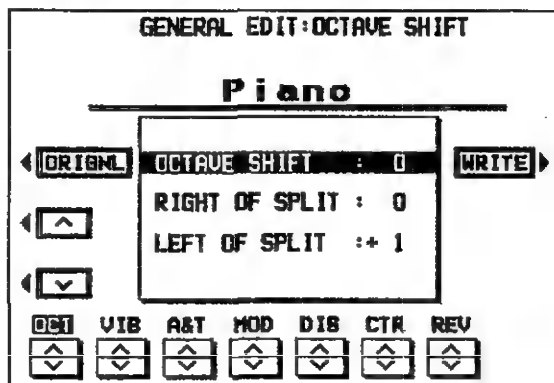 GENERAL EDIT:OCTAVE SHIFT
Piano
ORIGNL
OCTAVE SHIFT : 0
WRITE
RIGHT OF SPLIT : 0
LEFT OF SPLIT :+ 1
OCT VIB A&T MOD DIG CTR REV